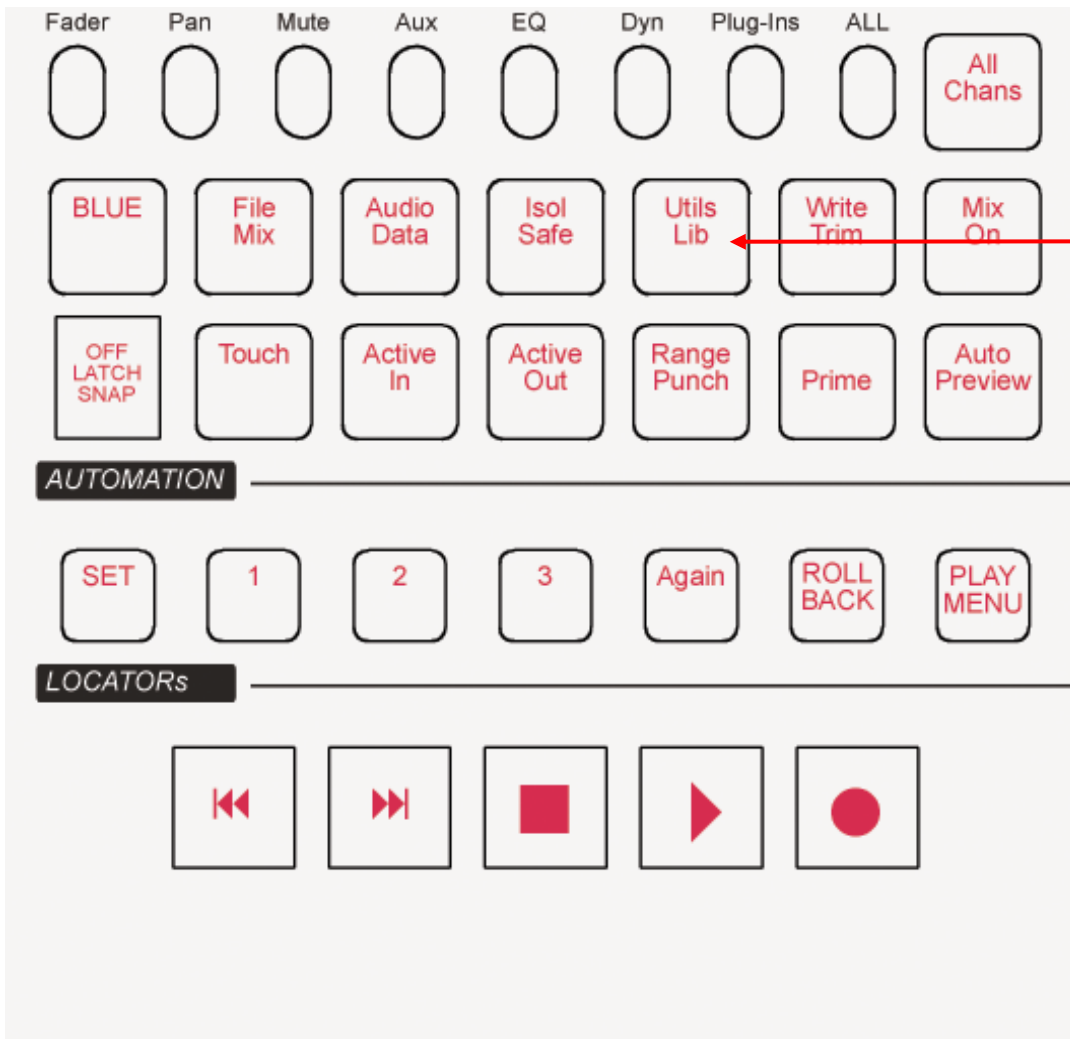 Fader Pan Mute Aux EQ Dyn Plug-Ins ALL
All
Chans
BLUE
File
Mix
Audio
Data
Isol
Safe
Utils
Lib
Write
Trim
Mix
On
OFF
LATCH
SNAP
Touch
Active
In
Active
Out
Range
Punch
Prime
Auto
Preview
AUTOMATION
SET
1
2
3
Again
ROLL
BACK
PLAY
MENU
LOCATORs